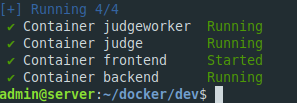 [+] Running 4/4
✔ Container judgeworker Running
✔ Container judge Running
✔ Container frontend Started
✔ Container backend Running
admin@server:~/docker/dev$